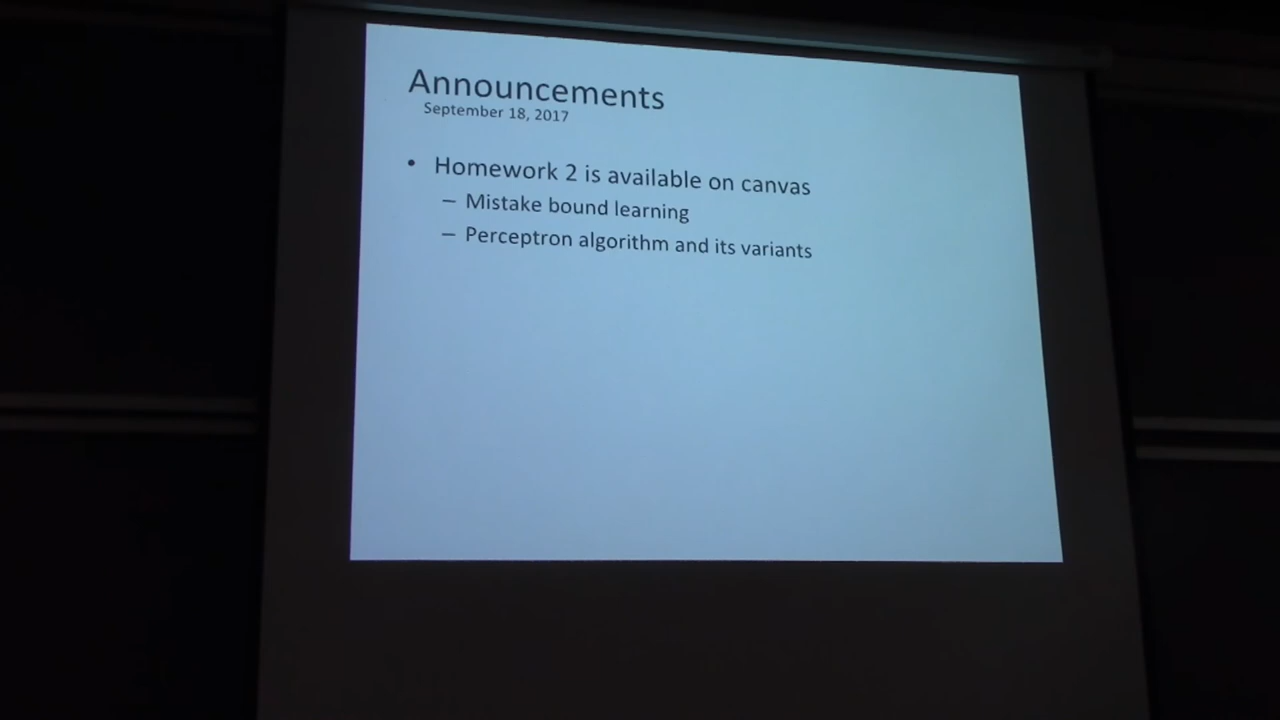 Announcements
September 18, 2017
• Homework 2 is available on canvas
– Mistake bound learning
– Perceptron algorithm and its variants